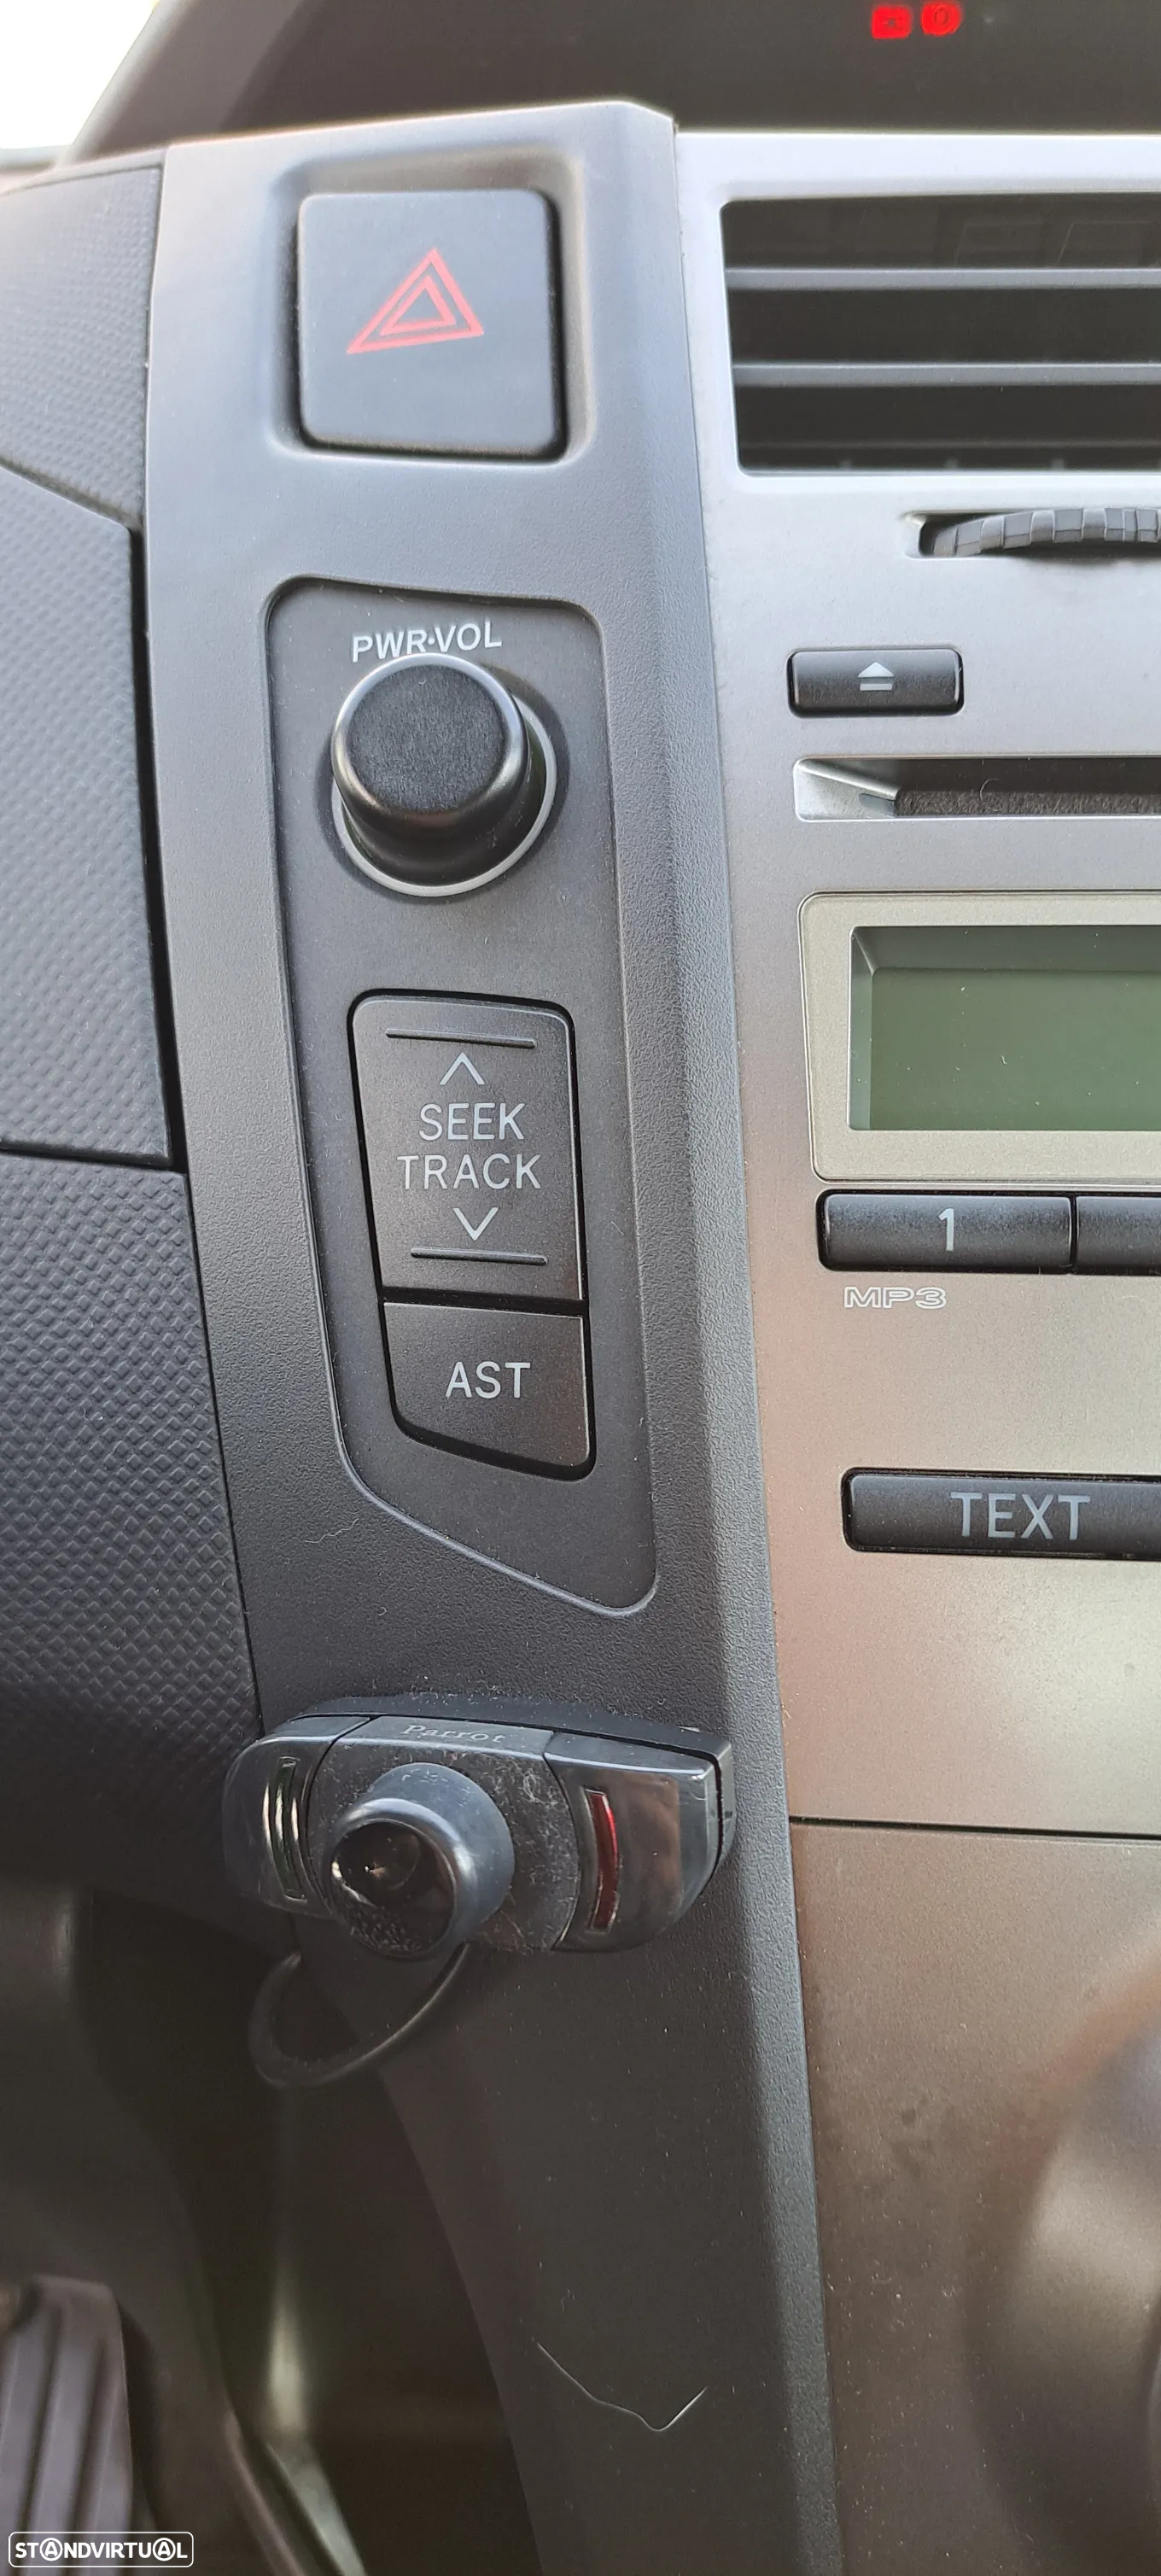 PWR·VOL
SEEK
TRACK
AST
1
MP3
TEXT
Parrot
STANDVIRTUAL